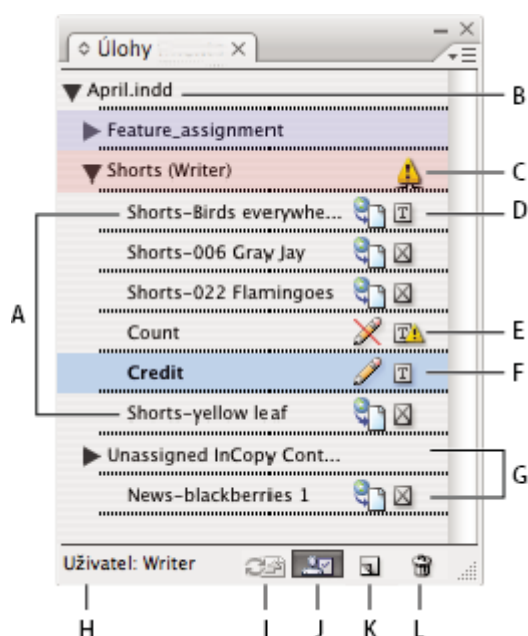 Úlohy
April.indd
B
Feature_assignment
Shorts (Writer)
C
Shorts-Birds everywhe...
D
Shorts-006 Gray Jay
Shorts-022 Flamingoes
A
Count
E
Credit
F
Shorts-yellow leaf
Unassigned InCopy Cont...
G
News-blackberries 1
Uživatel: Writer
H I J K L